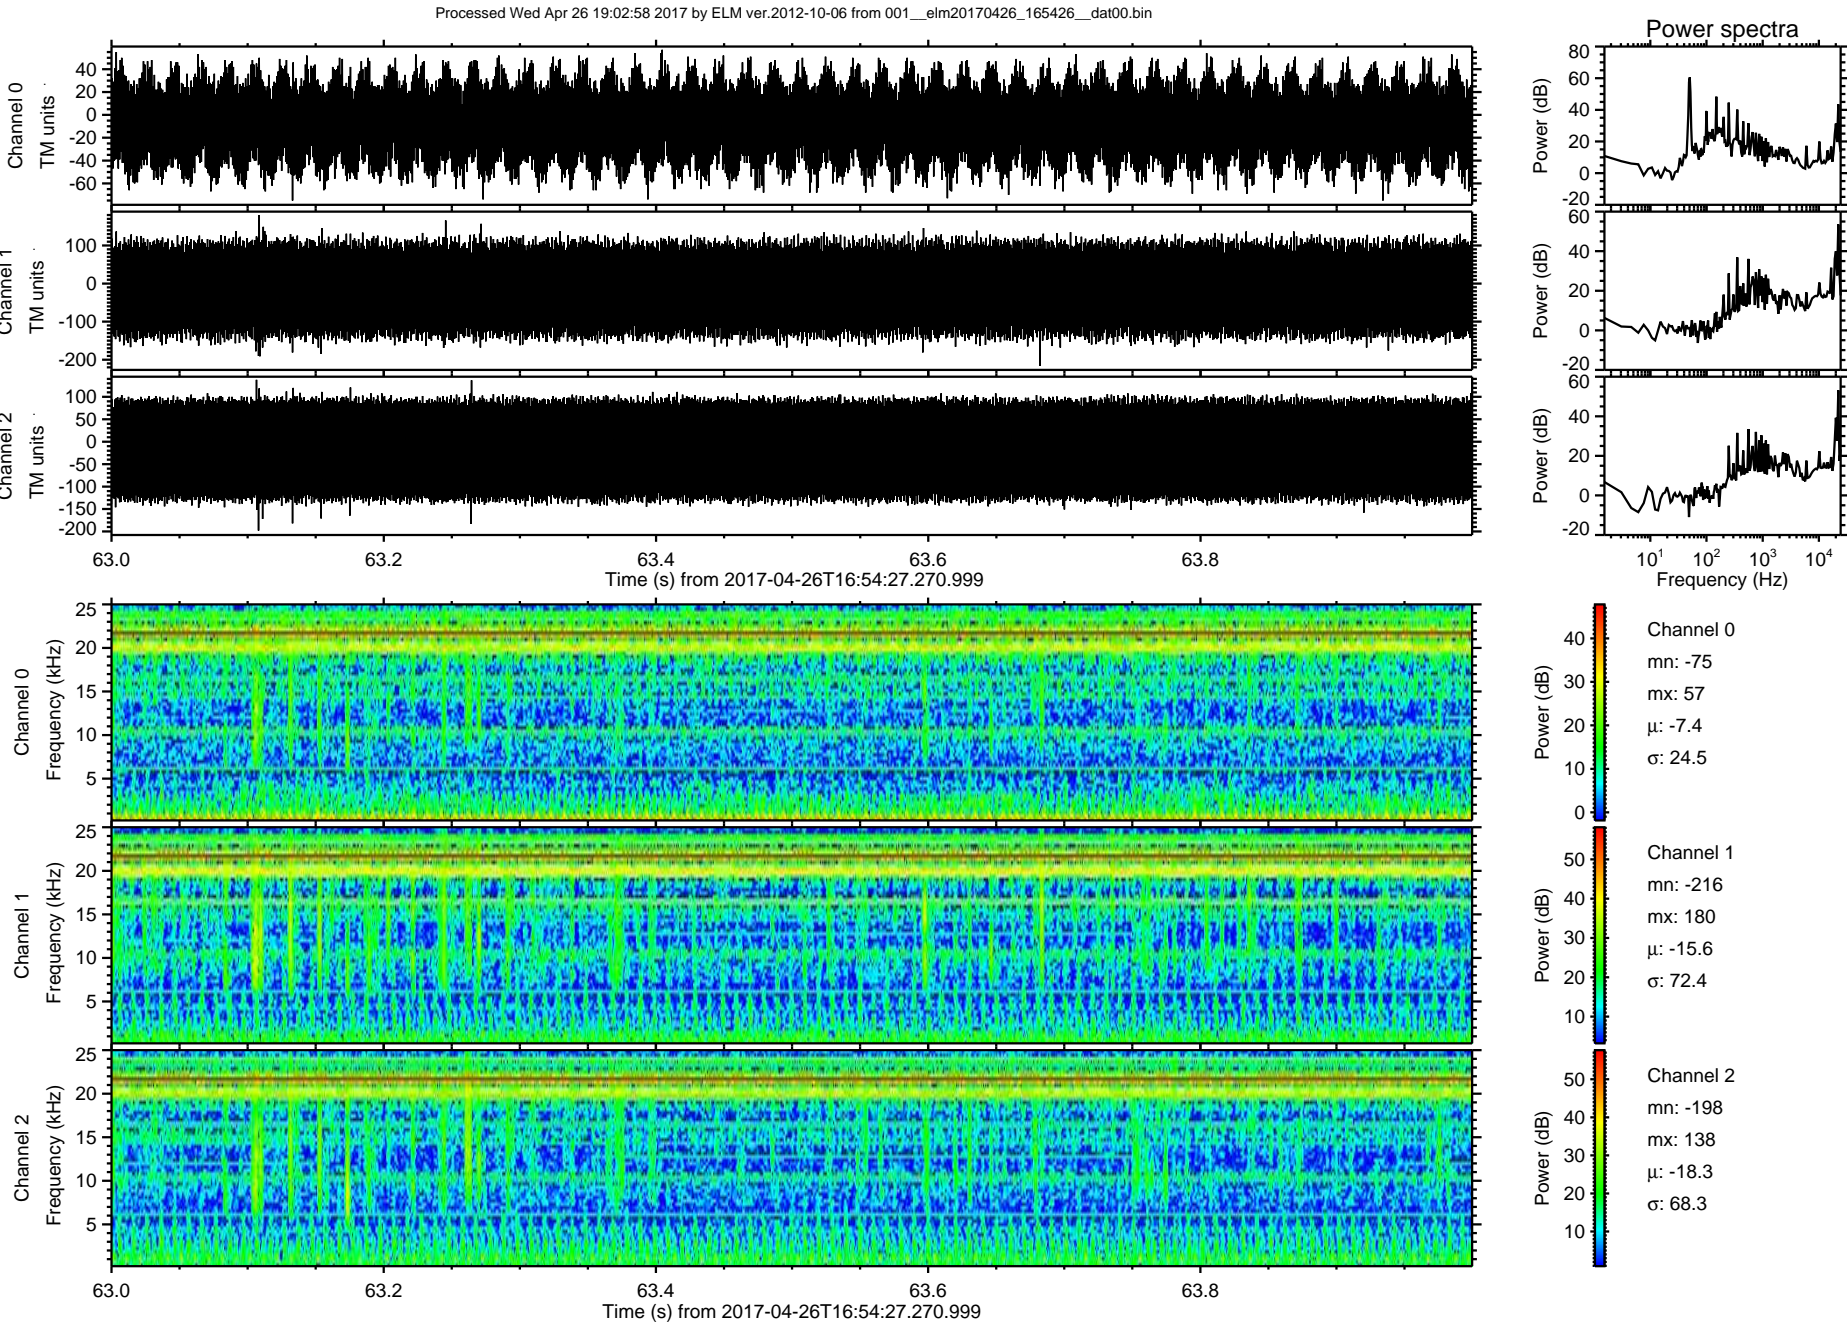 Processed Wed Apr 26 19:02:58 2017 by ELM ver.2012-10-06 from 001__elm20170426_165426__dat00.bin
Power spectra
Channel 0
TM units
40
20
0
-20
-40
-60
Power (dB)
80
60
40
20
0
-20
Channel 1
TM units
100
0
-100
-200
Power (dB)
60
40
20
0
-20
Channel 2
TM units
100
50
0
-50
-100
-150
-200
Power (dB)
60
40
20
0
-20
63.0 63.2 63.4 63.6 63.8
Time (s) from 2017-04-26T16:54:27.270.999
10^1 10^2 10^3 10^4
Frequency (Hz)
Channel 0
Frequency (kHz)
25
20
15
10
5
Power (dB)
40
30
20
10
0
Channel 0
mn: -75
mx: 57
μ: -7.4
σ: 24.5
Channel 1
Frequency (kHz)
25
20
15
10
5
Power (dB)
50
40
30
20
10
Channel 1
mn: -216
mx: 180
μ: -15.6
σ: 72.4
Channel 2
Frequency (kHz)
25
20
15
10
5
Power (dB)
50
40
30
20
10
Channel 2
mn: -198
mx: 138
μ: -18.3
σ: 68.3
63.0 63.2 63.4 63.6 63.8
Time (s) from 2017-04-26T16:54:27.270.999